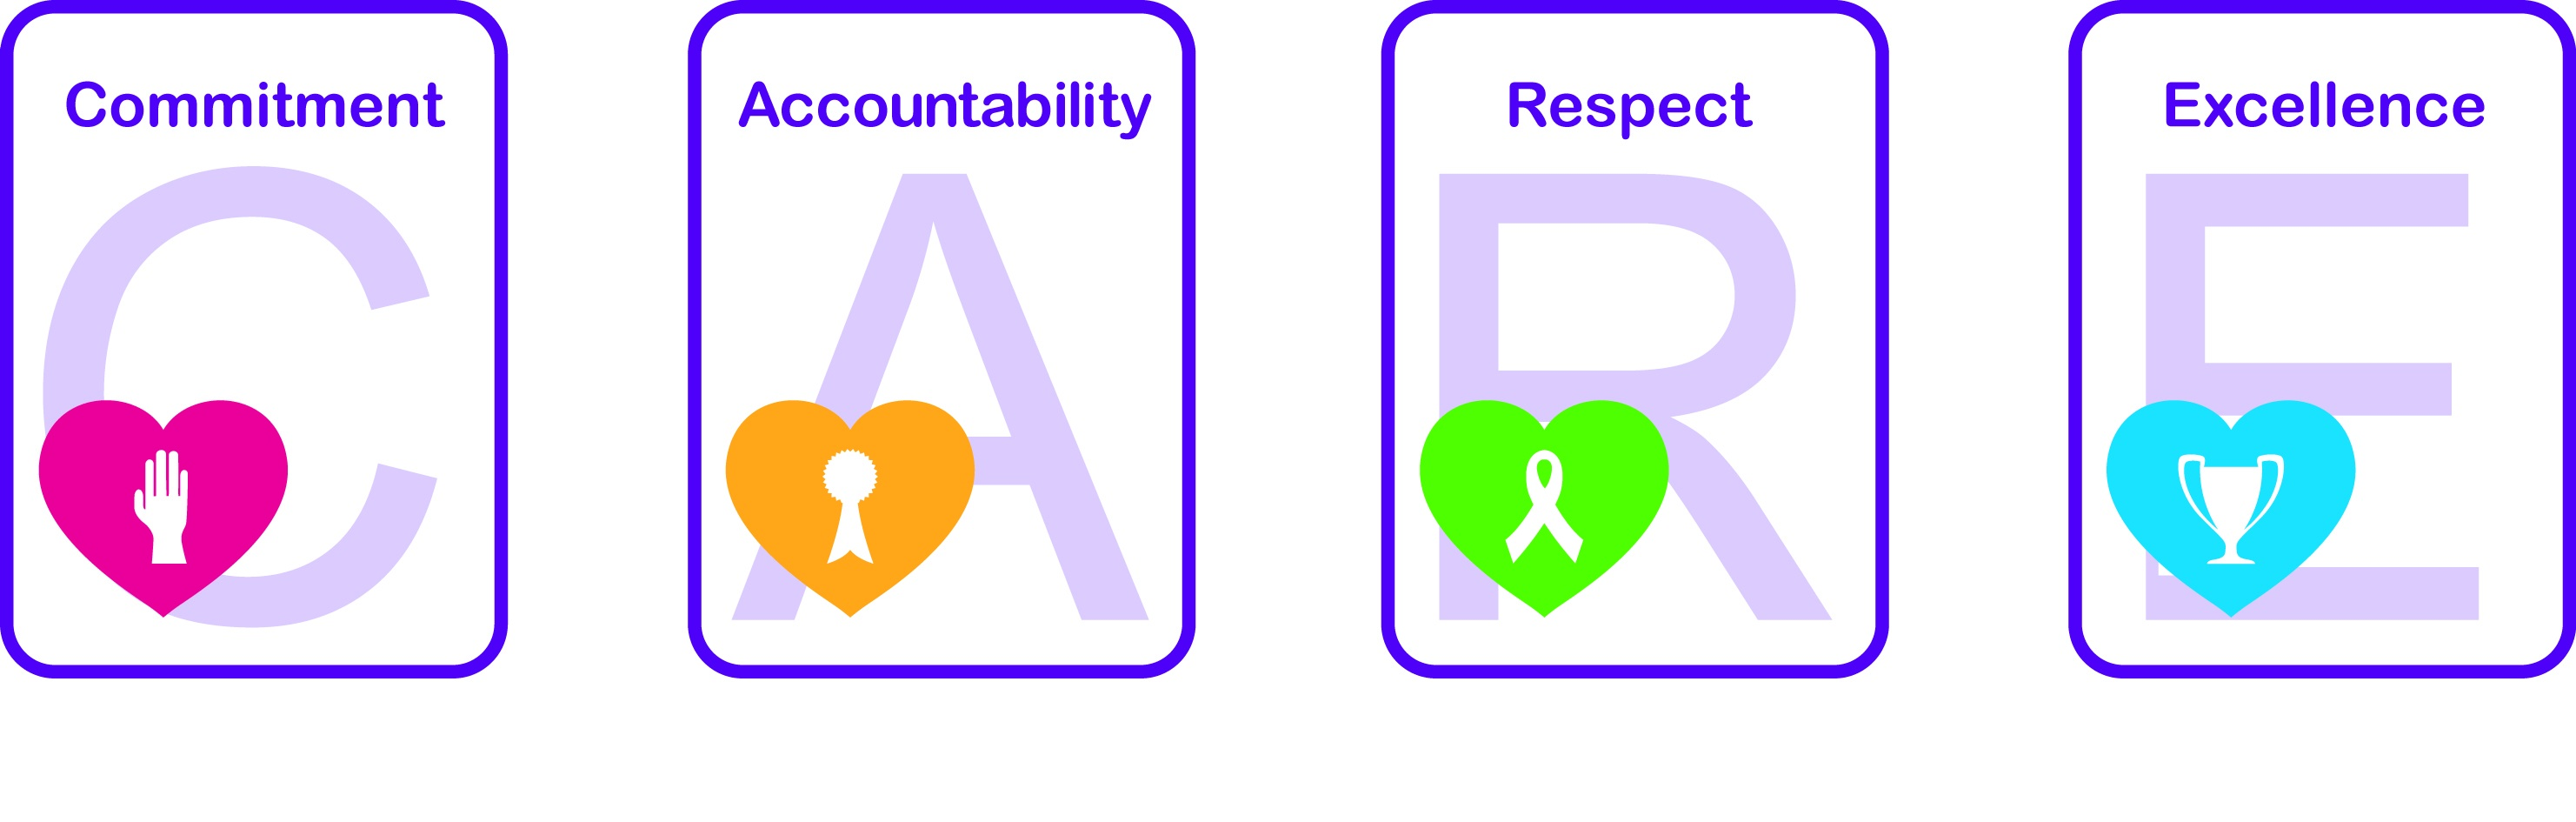 Commitment
C
Accountability
A
Respect
R
Excellence
E